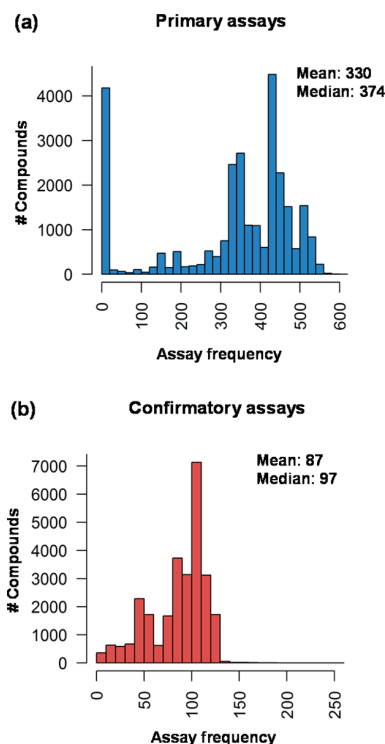 (a) Primary assays
Mean: 330
Median: 374
4000
3000
2000
1000
0
# Compounds
0 100 200 300 400 500 600
Assay frequency
(b) Confirmatory assays
Mean: 87
Median: 97
7000
6000
5000
4000
3000
2000
1000
0
# Compounds
0 50 100 150 200 250
Assay frequency